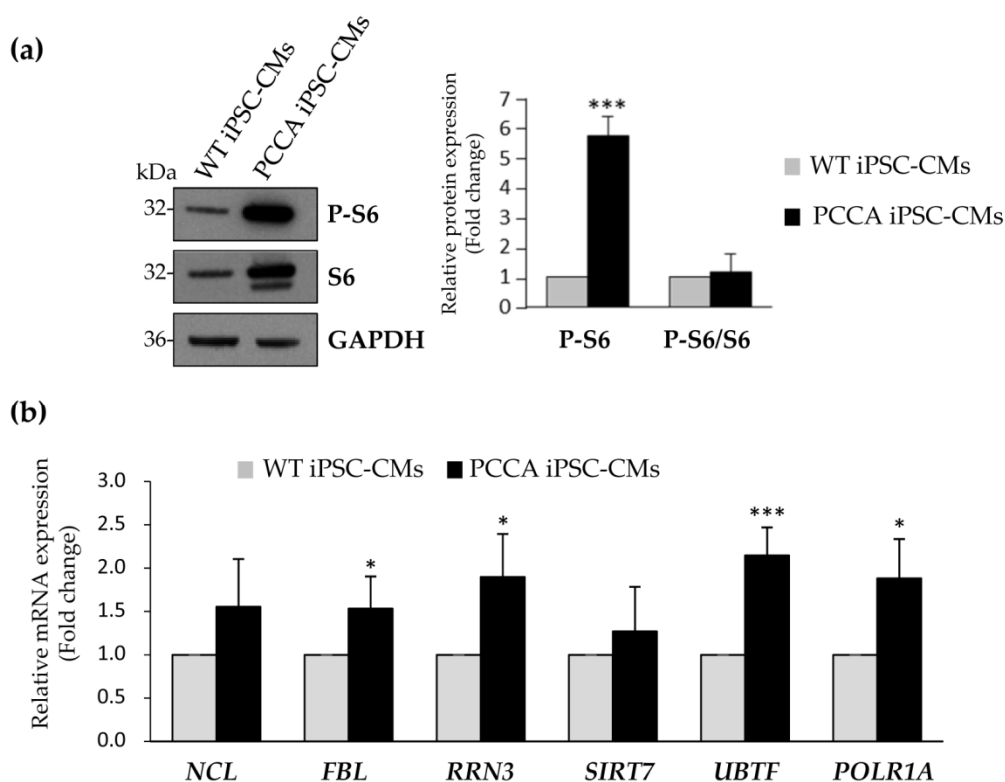 (a)
WT iPSC-CMs
PCCA iPSC-CMs
kDa
32-
P-S6
32-
S6
36-
GAPDH
Relative protein expression
(Fold change)
7
6
5
4
3
2
1
0
***
P-S6
P-S6/S6
WT iPSC-CMs
PCCA iPSC-CMs
(b)
WT iPSC-CMs
PCCA iPSC-CMs
Relative mRNA expression
(Fold change)
3.0
2.5
2.0
1.5
1.0
0.5
0.0
*
*
***
*
NCL
FBL
RRN3
SIRT7
UBTF
POLR1A